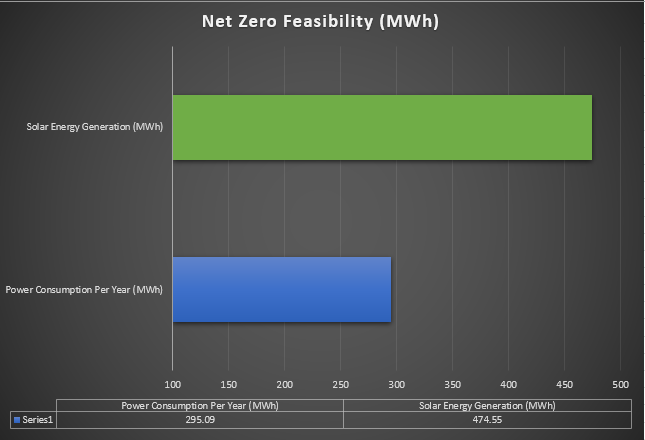 Net Zero Feasibility (MWh)
Solar Energy Generation (MWh)
Power Consumption Per Year (MWh)
100 150 200 250 300 350 400 450 500
Power Consumption Per Year (MWh) Solar Energy Generation (MWh)
Series1 295.09 474.55